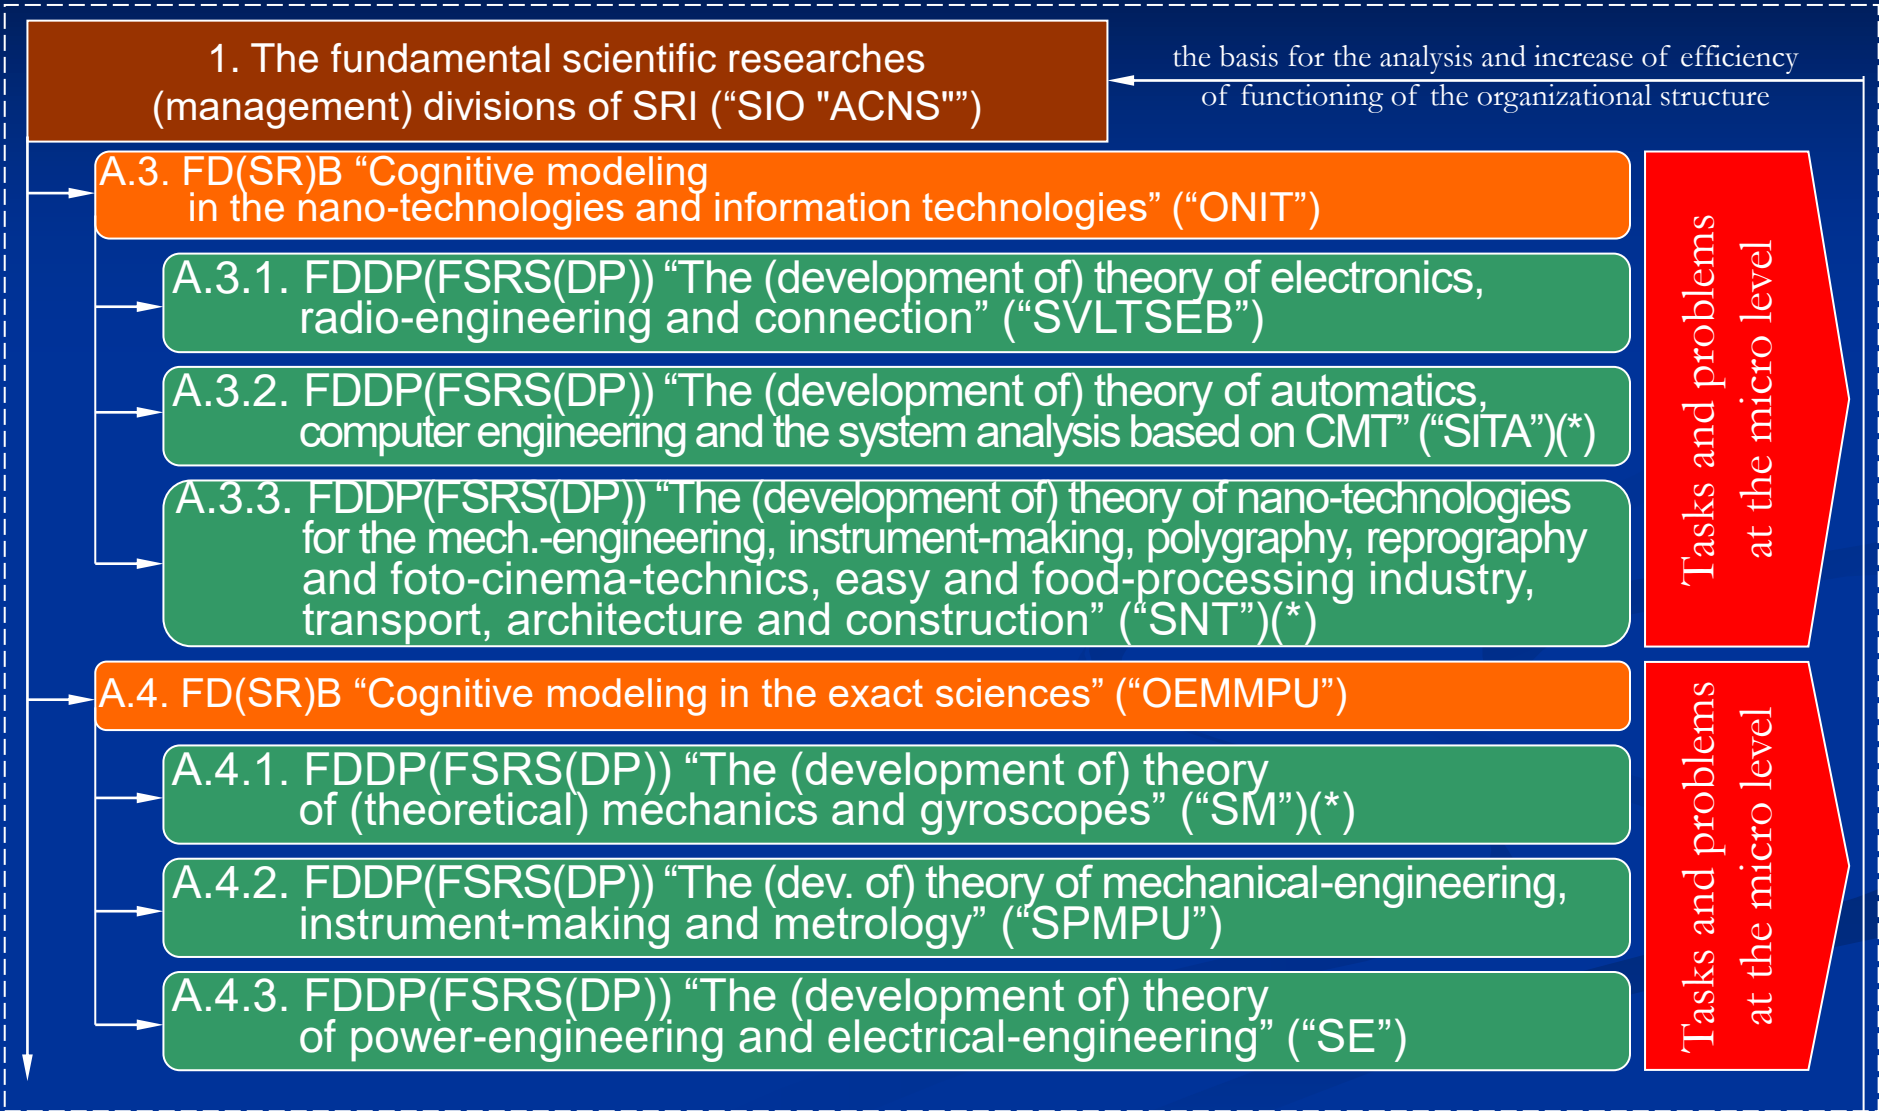 1. The fundamental scientific researches
(management) divisions of SRI (“SIO "ACNS"”)
the basis for the analysis and increase of efficiency
of functioning of the organizational structure
A.3. FD(SR)B “Cognitive modeling
in the nano-technologies and information technologies” (“ONIT”)
A.3.1. FDDP(FSRS(DP)) “The (development of) theory of electronics,
radio-engineering and connection” (“SVLTSEB”)
A.3.2. FDDP(FSRS(DP)) “The (development of) theory of automatics,
computer engineering and the system analysis based on CMT” (“SITA”)(*)
A.3.3. FDDP(FSRS(DP)) “The (development of) theory of nano-technologies
for the mech.-engineering, instrument-making, polygraphy, reprography
and foto-cinema-technics, easy and food-processing industry,
transport, architecture and construction” (“SNT”)(*)
Tasks and problems
at the micro level
A.4. FD(SR)B “Cognitive modeling in the exact sciences” (“OEMMPU”)
A.4.1. FDDP(FSRS(DP)) “The (development of) theory
of (theoretical) mechanics and gyroscopes” (“SM”)(*)
A.4.2. FDDP(FSRS(DP)) “The (dev. of) theory of mechanical-engineering,
instrument-making and metrology” (“SPMPU”)
A.4.3. FDDP(FSRS(DP)) “The (development of) theory
of power-engineering and electrical-engineering” (“SE”)
Tasks and problems
at the micro level